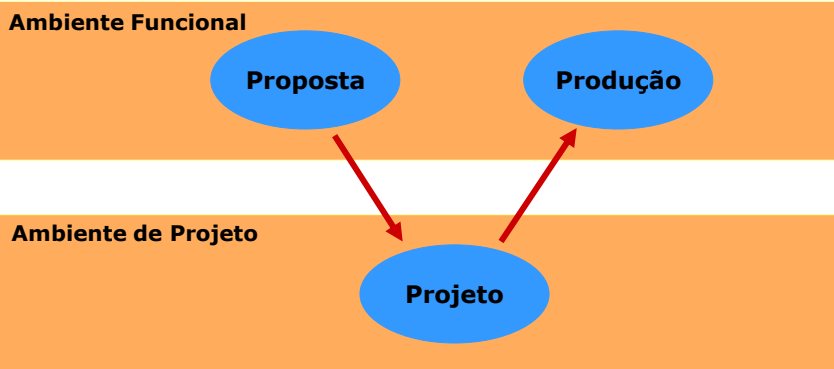 Ambiente Funcional
Proposta
Produção
Ambiente de Projeto
Projeto